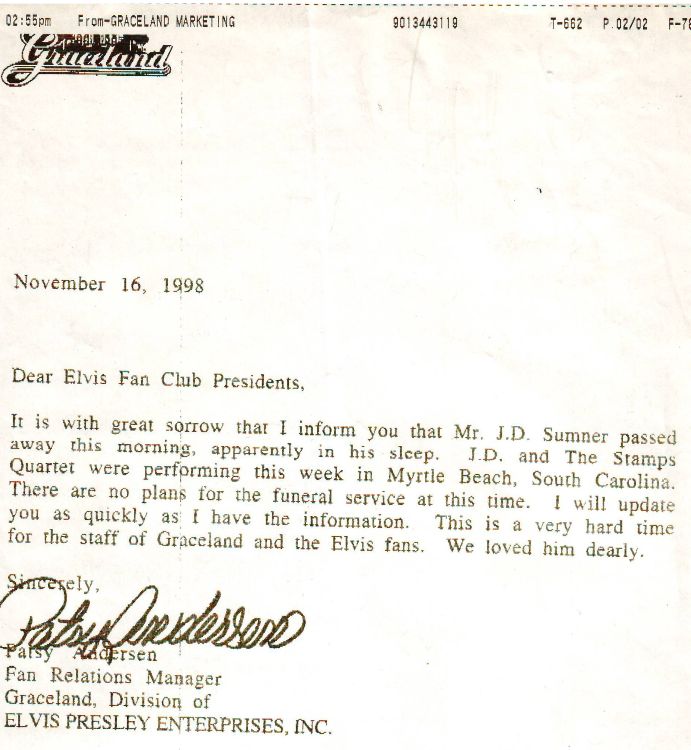 02:55pm From-GRACELAND MARKETING 9013443119 T-662 P.02/02 F-78
Graceland
November 16, 1998
Dear Elvis Fan Club Presidents,
It is with great sorrow that I inform you that Mr. J.D. Sumner passed
away this morning, apparently in his sleep. J.D. and The Stamps
Quartet were performing this week in Myrtle Beach, South Carolina.
There are no plans for the funeral service at this time. I will update
you as quickly as I have the information. This is a very hard time
for the staff of Graceland and the Elvis fans. We loved him dearly.
Sincerely,
Patsy Andersen
Patsy Andersen
Fan Relations Manager
Graceland, Division of
ELVIS PRESLEY ENTERPRISES, INC.